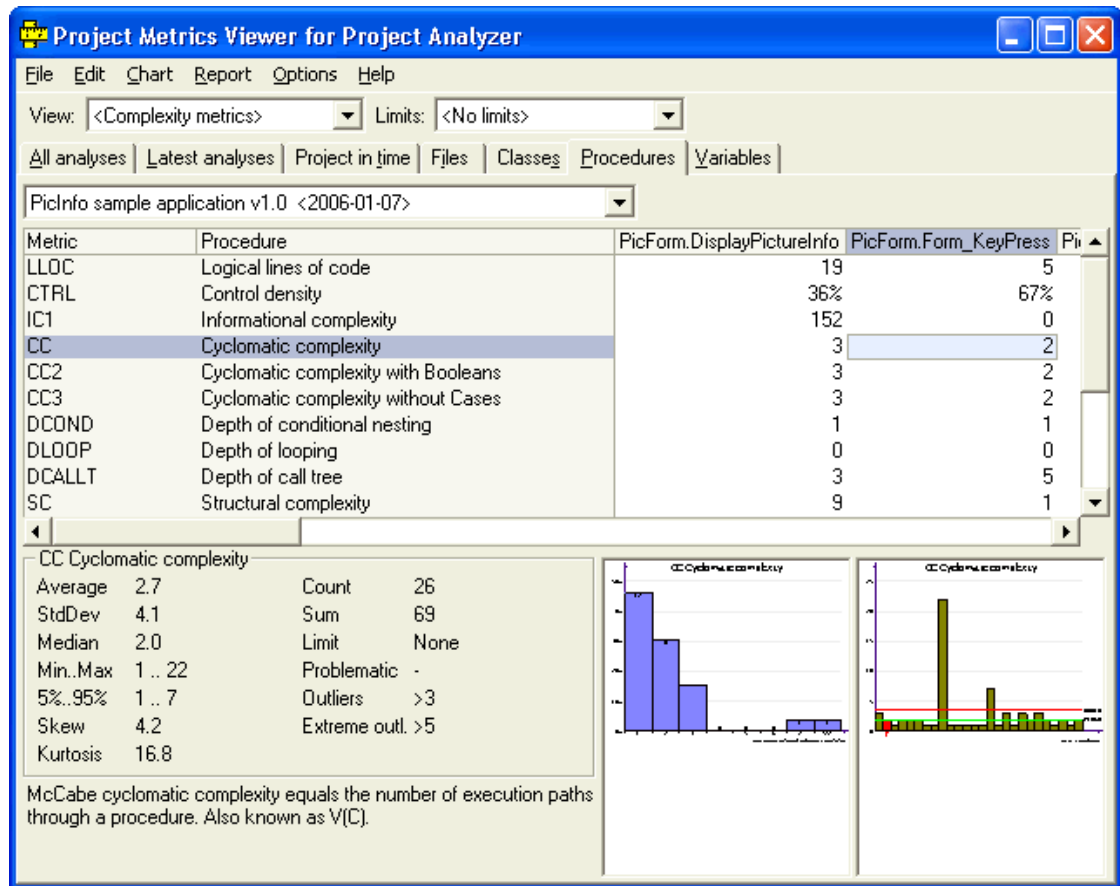 Project Metrics Viewer for Project Analyzer
File Edit Chart Report Options Help
View: <Complexity metrics> Limits: <No limits>
All analyses Latest analyses Project in time Files Classes Procedures Variables
PicInfo sample application v1.0 <2006-01-07>
Metric Procedure PicForm.DisplayPictureInfo PicForm.Form_KeyPress
LLOC Logical lines of code 19 5
CTRL Control density 36% 67%
IC1 Informational complexity 152 0
CC Cyclomatic complexity 3 2
CC2 Cyclomatic complexity with Booleans 3 2
CC3 Cyclomatic complexity without Cases 3 2
DCOND Depth of conditional nesting 1 1
DLOOP Depth of looping 0 0
DCALLT Depth of call tree 3 5
SC Structural complexity 9 1
CC Cyclomatic complexity
Average 2.7 Count 26
StdDev 4.1 Sum 69
Median 2.0 Limit None
Min..Max 1 .. 22 Problematic -
5%..95% 1 .. 7 Outliers >3
Skew 4.2 Extreme outl. >5
Kurtosis 16.8
McCabe cyclomatic complexity equals the number of execution paths
through a procedure. Also known as V(C).
CC Cyclomatic complexity
CC Cyclomatic complexity